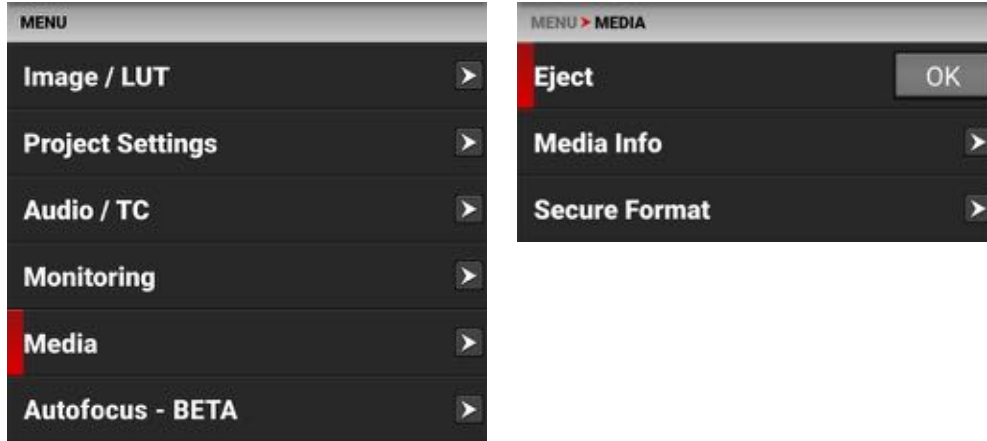 MENU
Image / LUT
Project Settings
Audio / TC
Monitoring
Media
Autofocus - BETA
MENU > MEDIA
Eject OK
Media Info
Secure Format